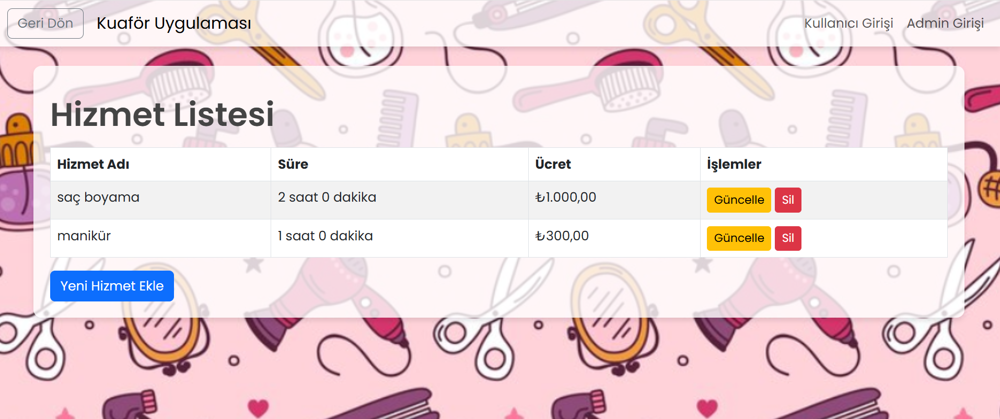 Geri Dön Kuaför Uygulaması Kullanıcı Girişi Admin Girişi
Hizmet Listesi
Hizmet Adı Süre Ücret İşlemler
saç boyama 2 saat 0 dakika ₺1.000,00 Güncelle Sil
manikür 1 saat 0 dakika ₺300,00 Güncelle Sil
Yeni Hizmet Ekle